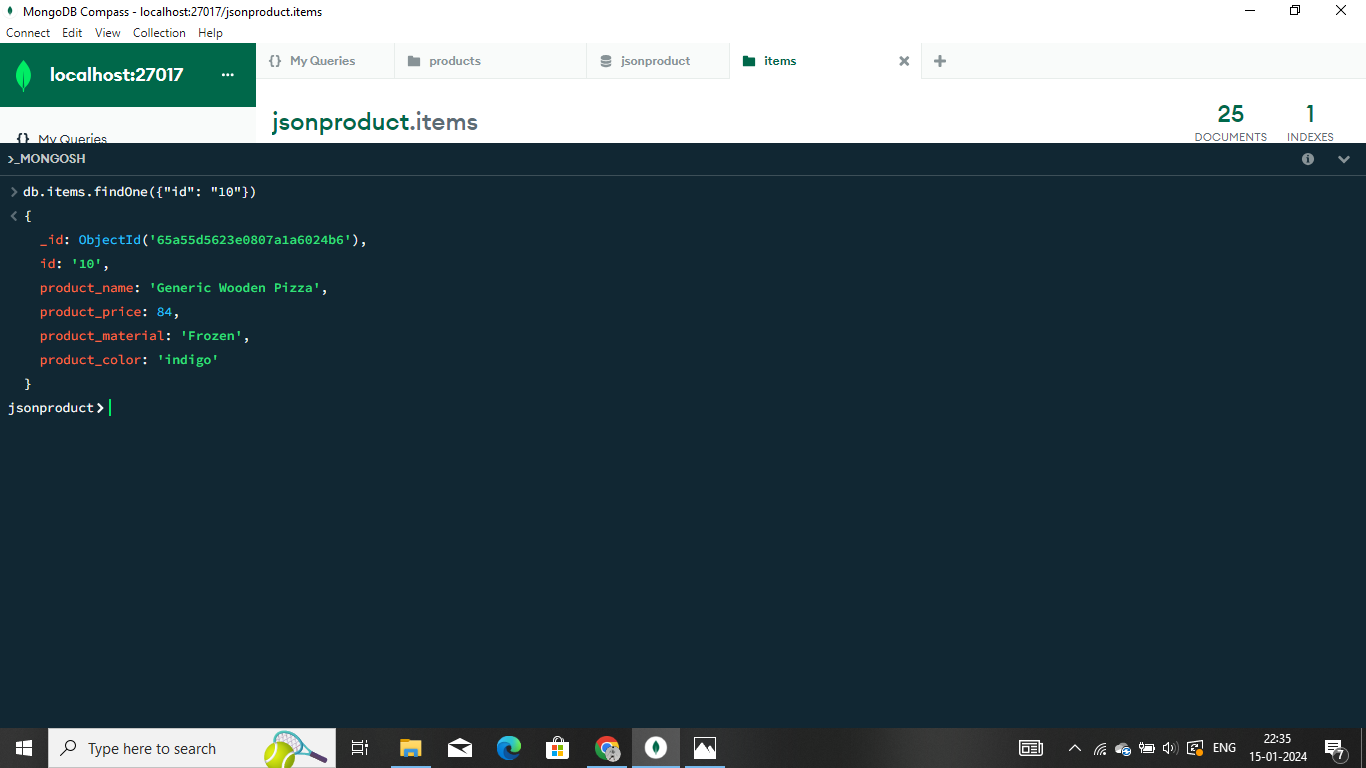 MongoDB Compass - localhost:27017/jsonproduct.items
Connect Edit View Collection Help
localhost:27017 ...
{} My Queries products jsonproduct items
{} My Queries
jsonproduct.items
25 1
DOCUMENTS INDEXES
>_MONGOSH
> db.items.findOne({"id": "10"})
< {
_id: ObjectId('65a55d5623e0807a1a6024b6'),
id: '10',
product_name: 'Generic Wooden Pizza',
product_price: 84,
product_material: 'Frozen',
product_color: 'indigo'
}
jsonproduct>
Type here to search
ENG
22:35
15-01-2024
7